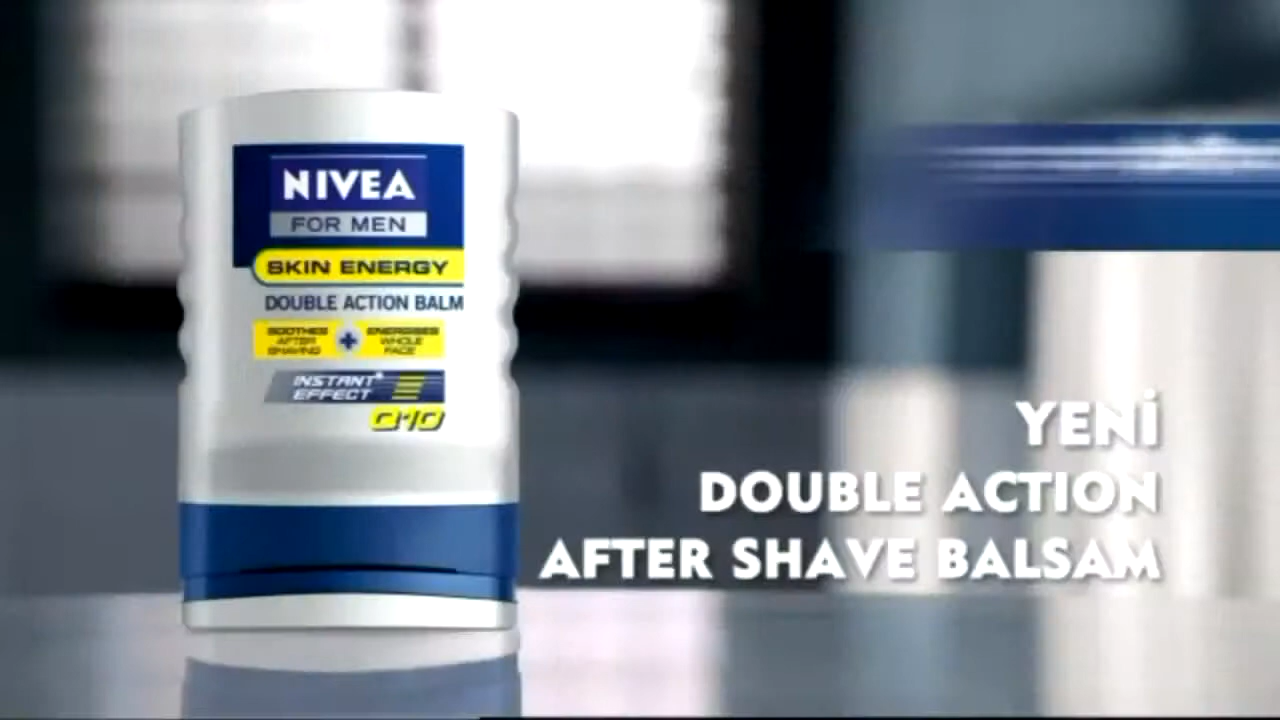 NIVEA
FOR MEN
SKIN ENERGY
DOUBLE ACTION BALM
SOOTHES AFTER SHAVING + ENERGISES WHOLE FACE
INSTANT* EFFECT
Q10
YENİ
DOUBLE ACTION
AFTER SHAVE BALSAM